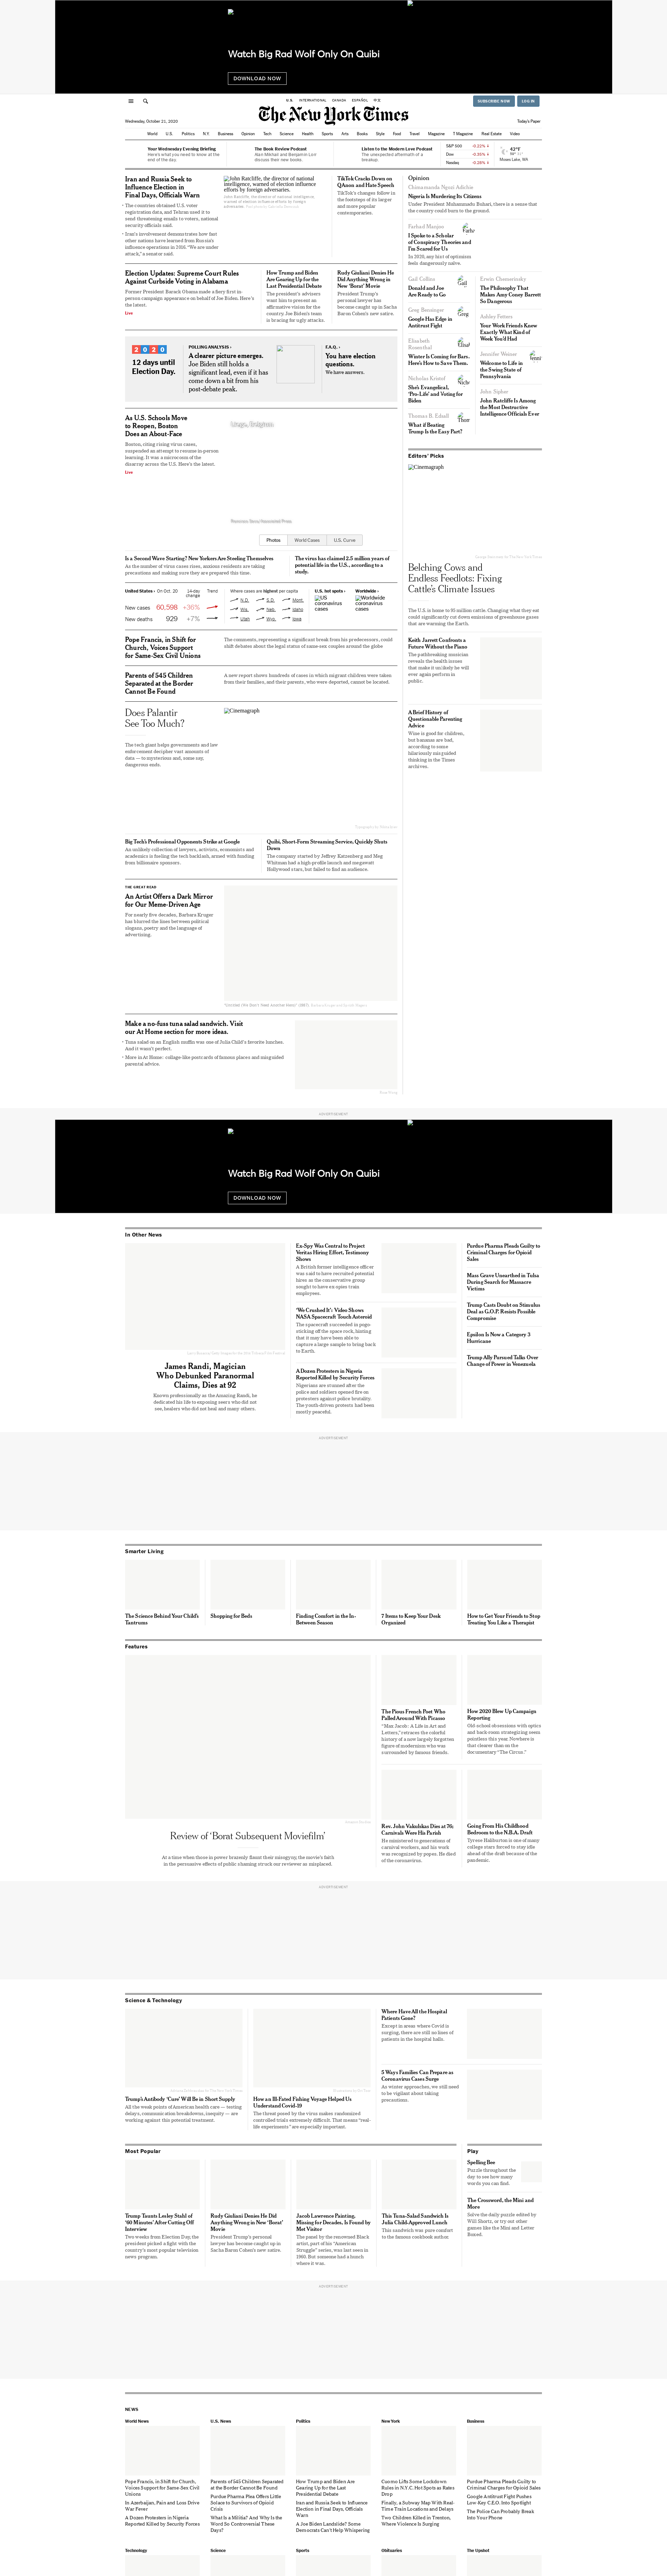 Watch Big Rad Wolf Only On Quibi
DOWNLOAD NOW
U.S. INTERNATIONAL CANADA ESPAÑOL 中文
SUBSCRIBE NOW
LOG IN
The New York Times
Wednesday, October 21, 2020
Today's Paper
World U.S. Politics N.Y. Business Opinion Tech Science Health Sports Arts Books Style Food Travel Magazine T Magazine Real Estate Video
Your Wednesday Evening Briefing
Here's what you need to know at the end of the day.
The Book Review Podcast
Listen to the Modern Love Podcast
The unexpected aftermath of a breakup.
S&P 500 -0.22% ↓
Dow
Nasdaq -0.28% ↓
62°F
Moses Lake, WA
Iran and Russia Seek to
Influence Election in
Final Days, Officials Warn
• The countries obtained U.S. voter
registration data, and Tehran used it to
send threatening emails to voters, national
security officials said.
• Iran's involvement demonstrates how fast
other nations have learned from Russia's
influence operations in 2016. "We are under
attack," a senator said.
John Ratcliffe, the director of national intelligence, warned of election influence efforts by foreign adversaries.
TikTok Cracks Down on
QAnon and Hate Speech
TikTok's changes follow in
the footsteps of its larger
and more popular
contemporaries.
Election Updates: Supreme Court Rules
Against Curbside Voting in Alabama
Former President Barack Obama made a fiery first in-
person campaign appearance on behalf of Joe Biden. Here's
the latest.
Live
How Trump and Biden
Are Gearing Up for the
Last Presidential Debate
The president's advisers
want him to present an
affirmative vision for the
country. Joe Biden's team
is bracing for ugly attacks.
Rudy Giuliani Denies He
Did Anything Wrong in
New 'Borat' Movie
President Trump's
personal lawyer has
become caught up in Sacha
Baron Cohen's new satire.
2020
12 days until
Election Day.
POLLING ANALYSIS ›
A clearer picture emerges.
Joe Biden still holds a
significant lead, even if it has
come down a bit from his
post-debate peak.
F.A.Q. ›
You have election
questions.
We have answers.
As U.S. Schools Move
to Reopen, Boston
Does an About-Face
Boston, citing rising virus cases,
suspended an attempt to resume in-person
learning. It was a microcosm of the
disarray across the U.S. Here's the latest.
Live
Liege, Belgium
Photos
World Cases
U.S. Curve
Is a Second Wave Starting? New Yorkers Are Steeling Themselves
As the number of virus cases rises, anxious residents are taking
precautions and more they are prepared this time.
The virus has claimed 2.5 million years of
potential life in the U.S., according to a
study.
United States › On Oct. 20 14-day change Trend
New cases 60,598 +36%
New deaths 929 +7%
Where cases are highest per capita
N.D. S.D. Mont.
Wis. Neb. Idaho
Utah Wyo. Iowa
U.S. hot spots ›
US coronavirus cases
Worldwide ›
Worldwide coronavirus cases
Pope Francis, in Shift for
Church, Voices Support
for Same-Sex Civil Unions
The comments, representing a significant break from his predecessors, could
shift debates about the legal status of same-sex couples around the globe
Parents of 545 Children
Separated at the Border
Cannot Be Found
A new report shows hundreds of cases in which migrant children were taken
from their families, and their parents, who were deported, cannot be located.
Does Palantir
See Too Much?
The tech giant helps governments and law
enforcement decipher vast amounts of
data — to mysterious and, some say,
dangerous ends.
Cinemagraph
Big Tech's Professional Opponents Strike at Google
An unlikely collection of lawyers, activists, economists and
academics is fueling the tech backlash, armed with funding
from billionaire sponsors.
Quibi, Short-Form Streaming Service, Quickly Shuts
Down
The company started by Jeffrey Katzenberg and Meg
Whitman had a high-profile launch and megawatt
Hollywood stars, but failed to find an audience.
THE GREAT READ
An Artist Offers a Dark Mirror
for Our Meme-Driven Age
For nearly five decades, Barbara Kruger
has blurred the lines between political
slogans, poetry and the language of
advertising.
Make a no-fuss tuna salad sandwich. Visit
our At Home section for more ideas.
• Tuna salad on an English muffin was one of Julia Child's favorite lunches.
And it wasn't perfect.
• More in At Home: collage-like posts cards of famous places and misguided
parental advice.
Opinion
Chimamanda Ngozi Adichie
Nigeria Is Murdering Its Citizens
Under President Muhammadu Buhari, there is a sense that
the country could burn to the ground.
Farhad Manjoo
I Spoke to a Scholar
of Conspiracy Theories and
I'm Scared for Us
In 2020, any hint of optimism
feels dangerously naïve.
Gail Collins
Donald and Joe
Are Ready to Go
Greg Bensinger
Google Has Edge in
Antitrust Fight
Elisabeth
Rosenthal
Winter Is Coming for Bars.
Here's How to Save Them.
Nicholas Kristof
She's Evangelical,
'Pro-Life' and Voting for
Biden
Thomas B. Edsall
What if Boosting
Trump Is the Easy Part?
Erwin Chemerinsky
The Philosophy That
Makes Amy Coney Barrett
So Dangerous
Ashley Fetters
Your Work Friends Knew
Exactly What Kind of
Week You'd Had
Jennifer Weiner
Welcome to Life in
the Swing State of
Pennsylvania
John Sipher
John Ratcliffe Is Among
the Most Destructive
Intelligence Officials Ever
Editors' Picks
Cinemagraph
Belching Cows and
Endless Feedlots: Fixing
Cattle's Climate Issues
The U.S. is home to 95 million cattle. Changing what they eat
could significantly cut down emissions of greenhouse gases
that are warming the Earth.
Keith Jarrett Confronts a
Future Without the Piano
The pathbreaking musician
reveals the health issues
that make it unlikely he will
ever again perform in
public.
A Brief History of
Questionable Parenting
Advice
Wine is good for children,
but bananas are bad,
according to some
hilariously misguided
thinking in the Times
archives.
ADVERTISEMENT
Watch Big Rad Wolf Only On Quibi
DOWNLOAD NOW
In Other News
James Randi, Magician
Who Debunked Paranormal
Claims, Dies at 92
Known professionally as the Amazing Randi, he
dedicated his life to exposing seers who did not
see, healers who did not heal and many others.
Ex-Spy Was Central to Project
Veritas Hiring Effort, Testimony
Shows
A British former intelligence officer
was said to have recruited potential
hires as the conservative group
sought to have ex-spies train
employees.
'We Crushed It': Video Shows
NASA Spacecraft Touch Asteroid
The spacecraft succeeded in pogo-
sticking off the space rock, hinting
that it may have been able to
capture a large sample to bring back
to Earth.
A Dozen Protesters in Nigeria
Reported Killed by Security Forces
Nigerians are stunned after the
police and soldiers opened fire on
protesters against police brutality.
The youth-driven protests had been
mostly peaceful.
Purdue Pharma Pleads Guilty to
Criminal Charges for Opioid
Sales
Mass Grave Unearthed in Tulsa
During Search for Massacre
Victims
Trump Casts Doubt on Stimulus
Deal as G.O.P. Resists Possible
Compromise
Epsilon Is Now a Category 3
Hurricane
Trump Ally Pursued Talks Over
Change of Power in Venezuela
ADVERTISEMENT
Smarter Living
The Science Behind Your Child's
Tantrums
Shopping for Beds
Finding Comfort in the In-
Between Season
7 Items to Keep Your Desk
Organized
How to Get Your Friends to Stop
Treating You Like a Therapist
Features
Review of 'Borat Subsequent Moviefilm'
At a time when those in power brazenly flaunt their misogyny, the movie's faith
in the persuasive effects of public shaming struck our reviewer as misplaced.
The Pious French Poet Who
Palled Around With Picasso
"Max Jacob: A Life in Art and
Letters," retraces the colorful
history of a now largely forgotten
figure of modernism who was
surrounded by famous friends.
How 2020 Blew Up Campaign
Reporting
Old-school obsessions with optics
and back-room strategizing seem
pointless this year. Nowhere is
that clearer than on the
documentary "The Circus."
Rev. John Vakulskas Dies at 76;
Carnivals Were His Parish
He ministered to generations of
carnival workers, and his work
was recognized by popes. He died
of the coronavirus.
Going From His Childhood
Bedroom to the N.B.A. Draft
Tyrese Haliburton is one of many
college stars forced to stay idle
ahead of the draft because of the
pandemic.
ADVERTISEMENT
Science & Technology
Trump's Antibody 'Cure' Will Be in Short Supply
All the weak points of American health care — testing
delays, communication breakdowns, inequity — are
working against this potential treatment.
How an Ill-Fated Fishing Voyage Helped Us
Understand Covid-19
The threat posed by the virus makes randomized
controlled trials extremely difficult. That means "real-
life experiments" are especially important.
Where Have All the Hospital
Patients Gone?
Except in areas where Covid is
surging, there are still no lines of
patients in the hospital halls.
5 Ways Families Can Prepare as
Coronavirus Cases Surge
As winter approaches, we still need
to be vigilant about taking
precautions.
Most Popular
Trump Taunts Lesley Stahl of
'60 Minutes' After Cutting Off
Interview
Two weeks from Election Day, the
president picked a fight with the
country's most popular television
news program.
Rudy Giuliani Denies He Did
Anything Wrong in New 'Borat'
Movie
President Trump's personal
lawyer has become caught up in
Sacha Baron Cohen's new satire.
Jacob Lawrence Painting,
Missing for Decades, Is Found by
Met Visitor
The panel by the renowned Black
artist, part of his "American
Struggle" series, was last seen in
1960. But someone had a hunch
where it was.
This Tuna-Salad Sandwich Is
Julia Child-Approved Lunch
This sandwich was pure comfort
to the famous cookbook author.
Play
Spelling Bee
Puzzle throughout the
day to see how many
words you can find.
The Crossword, the Mini and
More
Solve the daily puzzle edited by
Will Shortz, or try out other
games like the Mini and Letter
Boxed.
ADVERTISEMENT
NEWS
World News
Pope Francis, in Shift for Church,
Voices Support for Same-Sex Civil
Unions
In Azerbaijan, Pain and Loss Drive
War Fever
A Dozen Protesters in Nigeria
Reported Killed by Security Forces
U.S. News
Parents of 545 Children Separated
at the Border Cannot Be Found
Purdue Pharma Plea Offers Little
Solace to Survivors of Opioid
Crisis
What Is a Militia? And Why Is the
Word So Controversial These
Days?
Politics
How Trump and Biden Are
Gearing Up for the Last
Presidential Debate
Iran and Russia Seek to Influence
Election in Final Days, Officials
Warn
A Joe Biden Landslide? Some
Democrats Can't Help Whispering
New York
Cuomo Lifts Some Lockdown
Rules in N.Y.C. Hot Spots as Rates
Drop
Finally, a Subway Map With Real-
Time Train Locations and Delays
Two Children Killed in Trenton,
Where Violence Is Surging
Business
Purdue Pharma Pleads Guilty to
Criminal Charges for Opioid Sales
Google Antitrust Fight Pushes
Low-Key C.E.O. Into Spotlight
The Police Can Probably Break
Into Your Phone
Technology
Science
Sports
Obituaries
The Upshot